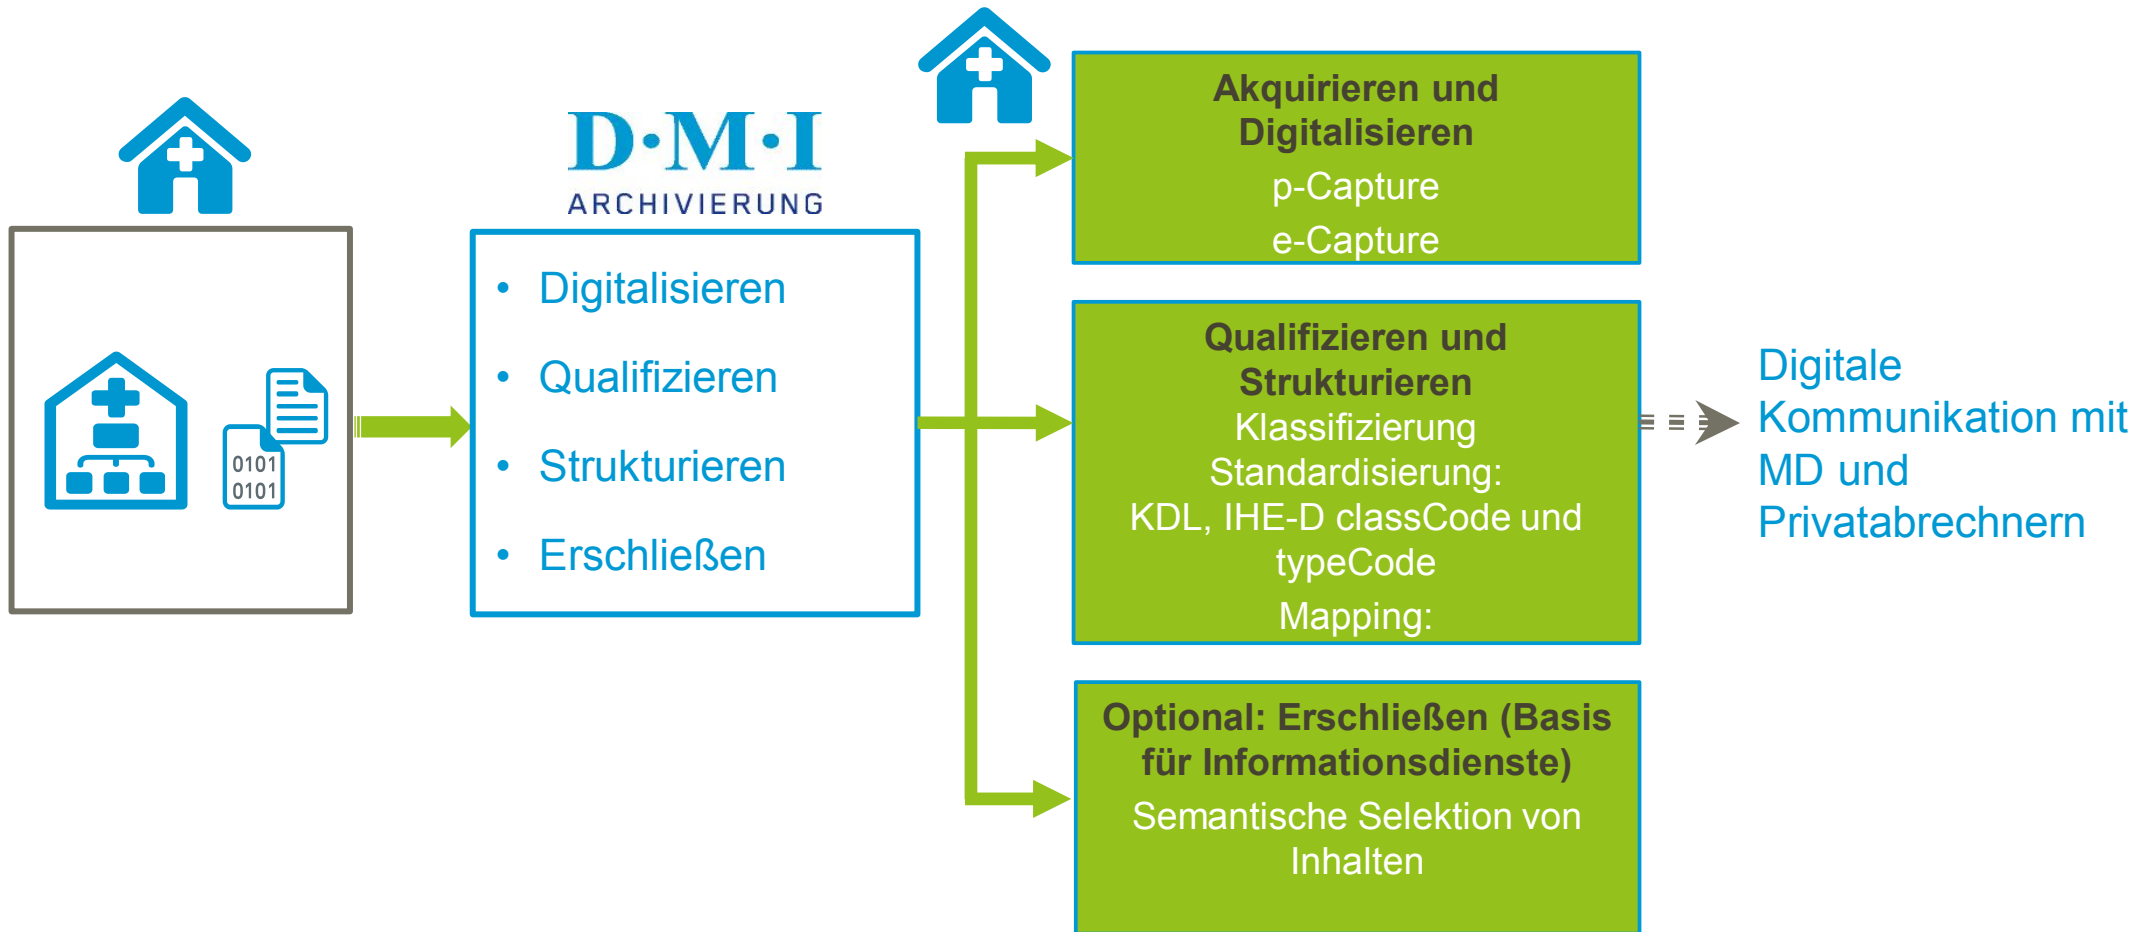 0101
0101
D·M·I
ARCHIVIERUNG
• Digitalisieren
• Qualifizieren
• Strukturieren
• Erschließen
Akquirieren und
Digitalisieren
p-Capture
e-Capture
Qualifizieren und
Strukturieren
Klassifizierung
Standardisierung:
KDL, IHE-D classCode und
typeCode
Mapping:
Optional: Erschließen (Basis
für Informationsdienste)
Semantische Selektion von
Inhalten
Digitale
Kommunikation mit
MD und
Privatabrechnern